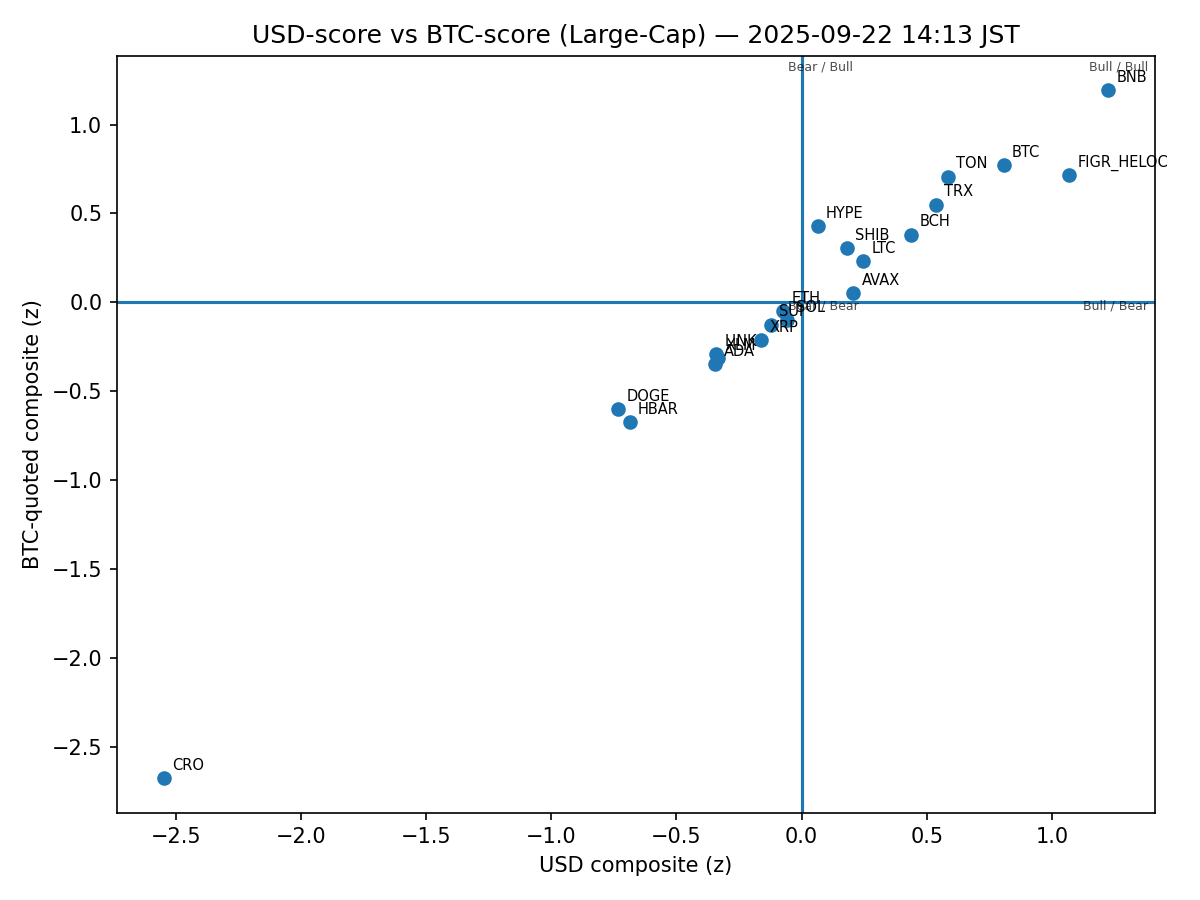 USD-score vs BTC-score (Large-Cap) — 2025-09-22 14:13 JST
Bear / Bull
Bull / Bull
BNB
1.0
BTC
TON
FIGR_HELOC
TRX
0.5
HYPE
BCH
SHIB
LTC
AVAX
0.0
ETH
SOL
Bull / Bear
XRP
ADA
−0.5
DOGE
HBAR
−1.0
−1.5
−2.0
−2.5
CRO
−2.5
−2.0
−1.5
−1.0
−0.5
0.0
0.5
1.0
USD composite (z)
BTC-quoted composite (z)